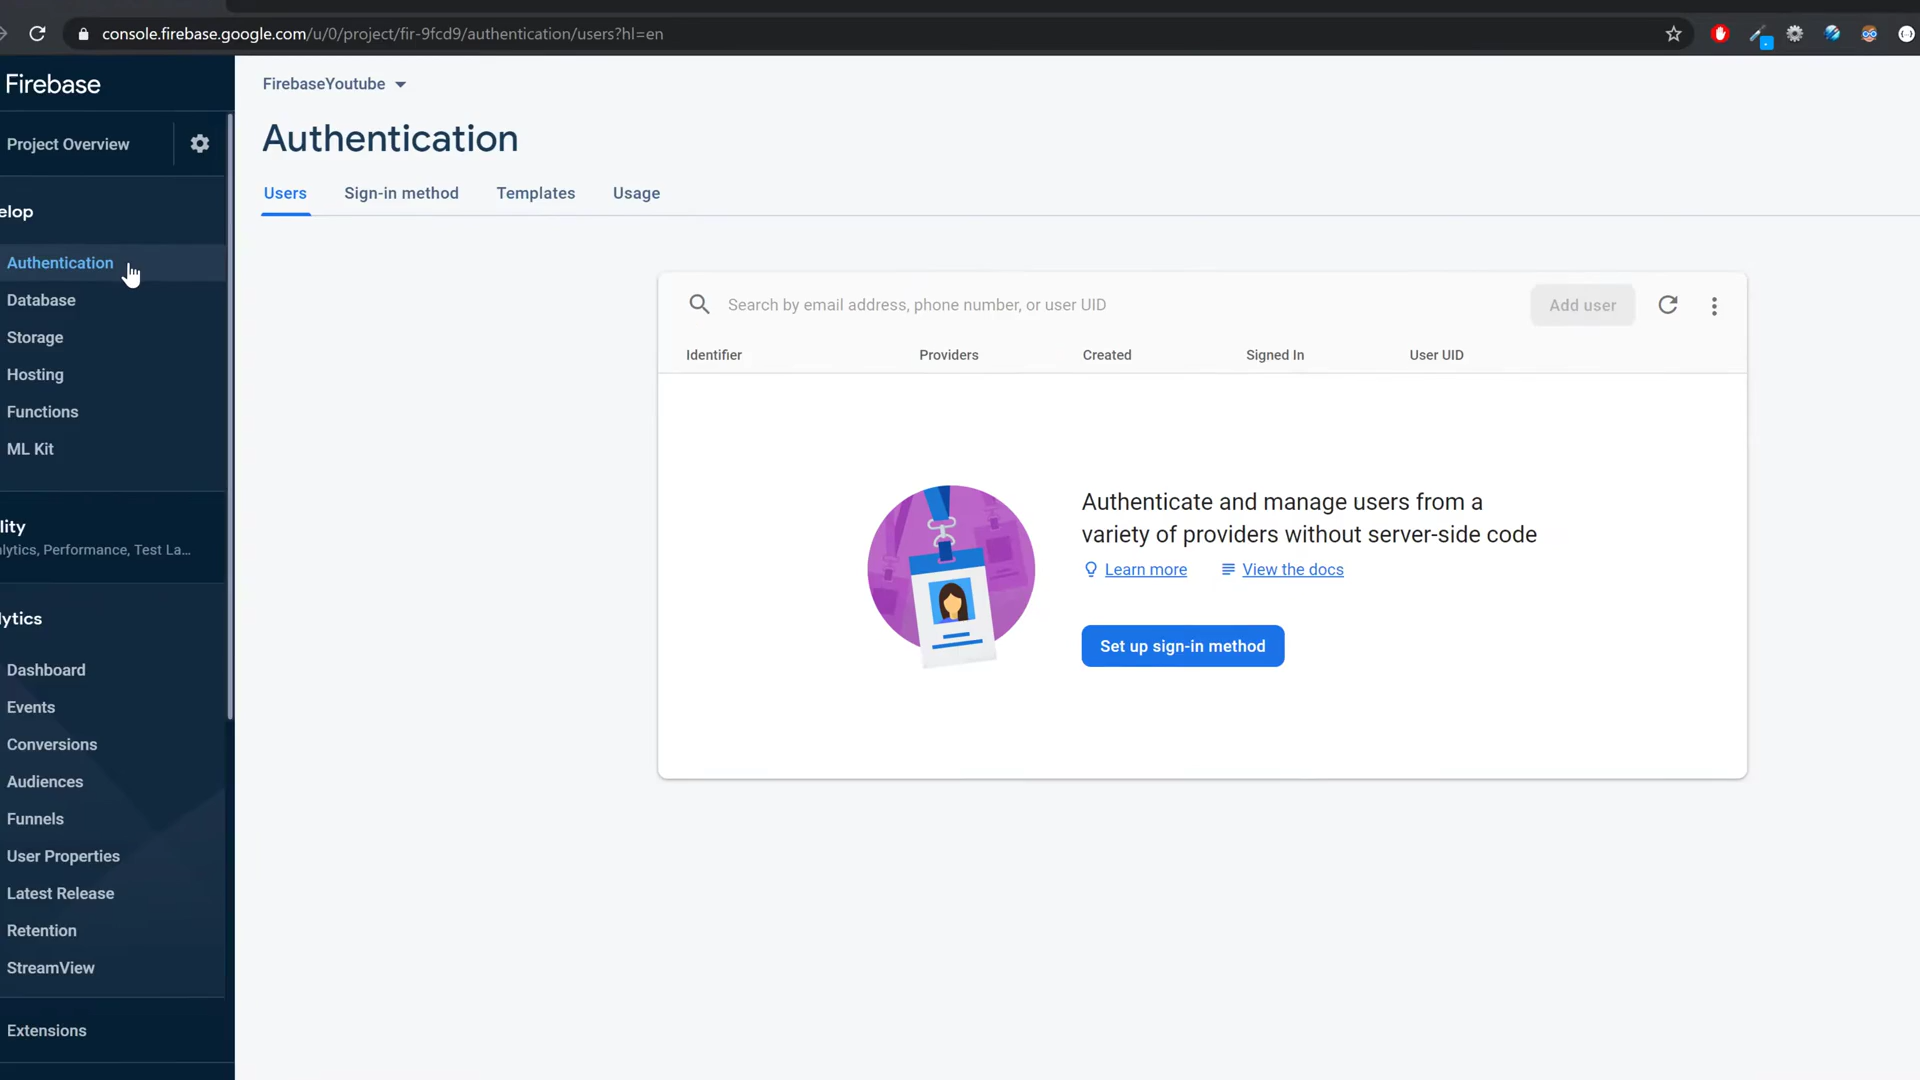 console.firebase.google.com/u/0/project/fir-9fcd9/authentication/users?hl=en
Firebase
Project Overview
elop
Authentication
Database
Storage
Hosting
Functions
ML Kit
lity
lytics, Performance, Test La...
lytics
Dashboard
Events
Conversions
Audiences
Funnels
User Properties
Latest Release
Retention
StreamView
Extensions
FirebaseYoutube
Authentication
Users Sign-in method Templates Usage
Search by email address, phone number, or user UID
Add user
Identifier Providers Created Signed In User UID
Authenticate and manage users from a
variety of providers without server-side code
Learn more View the docs
Set up sign-in method